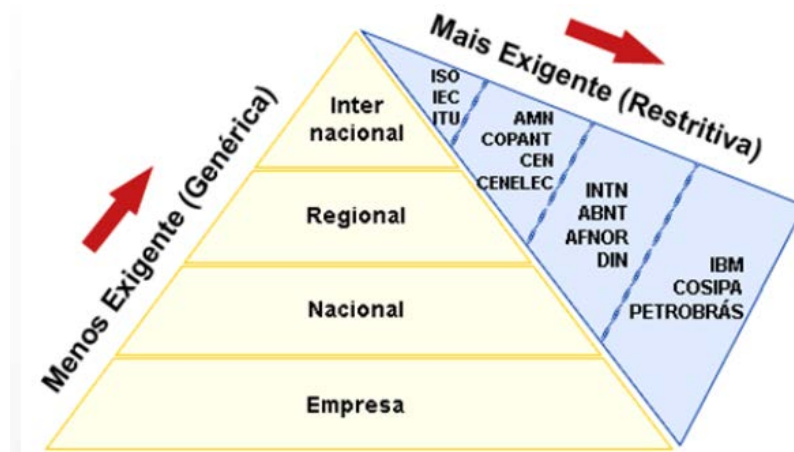 Menos Exigente (Genérica)
Mais Exigente (Restritiva)
Inter
nacional
Regional
Nacional
Empresa
ISO
IEC
ITU
AMN
COPANT
CEN
CENELEC
INTN
ABNT
AFNOR
DIN
IBM
COSIPA
PETROBRÁS